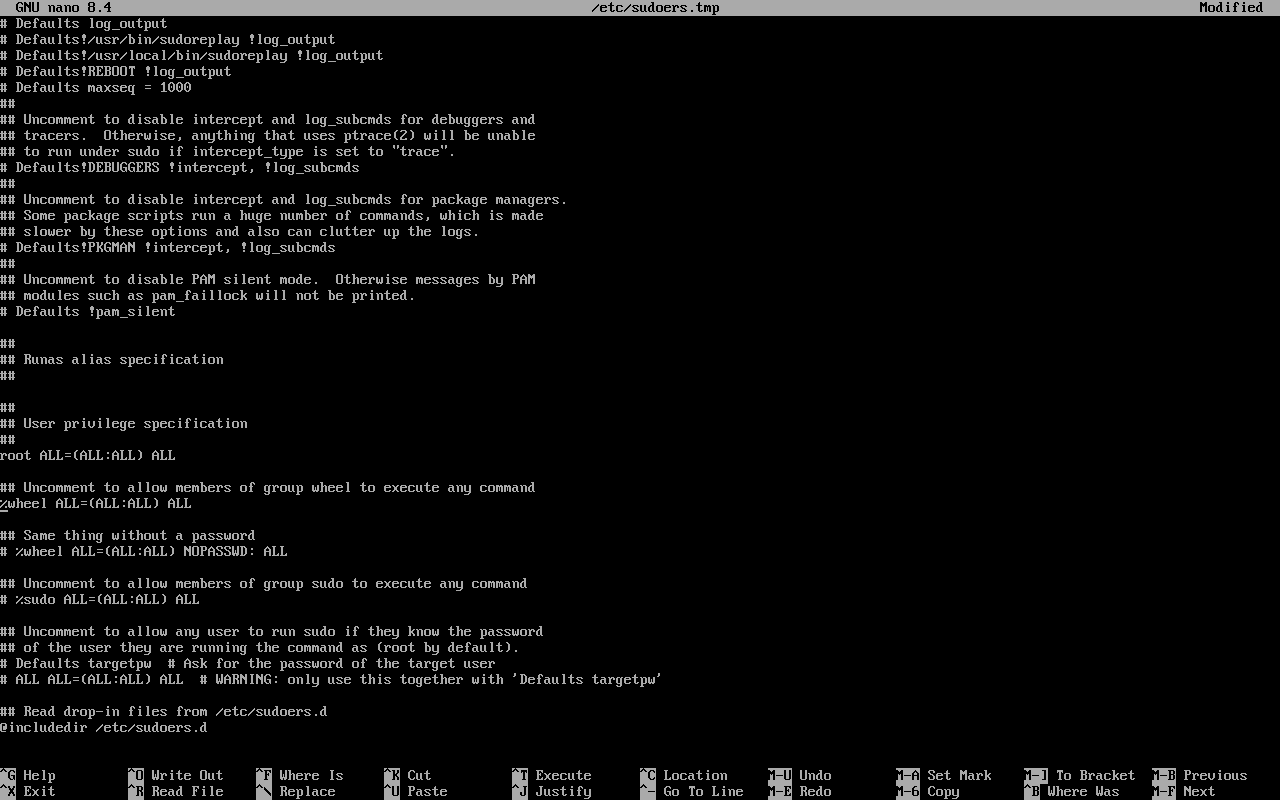 GNU nano 8.4 /etc/sudoers.tmp Modified
# Defaults log_output
# Defaults!/usr/bin/sudoreplay !log_output
# Defaults!/usr/local/bin/sudoreplay !log_output
# Defaults!REBOOT !log_output
# Defaults maxseq = 1000
##
## Uncomment to disable intercept and log_subcmds for debuggers and
## tracers.  Otherwise, anything that uses ptrace(2) will be unable
## to run under sudo if intercept_type is set to "trace".
# Defaults!DEBUGGERS !intercept, !log_subcmds
##
## Uncomment to disable intercept and log_subcmds for package managers.
## Some package scripts run a huge number of commands, which is made
## slower by these options and also can clutter up the logs.
# Defaults!PKGMAN !intercept, !log_subcmds
##
## Uncomment to disable PAM silent mode.  Otherwise messages by PAM
## modules such as pam_faillock will not be printed.
# Defaults !pam_silent

##
## Runas alias specification
##

##
## User privilege specification
##
root ALL=(ALL:ALL) ALL

## Uncomment to allow members of group wheel to execute any command
%wheel ALL=(ALL:ALL) ALL

## Same thing without a password
# %wheel ALL=(ALL:ALL) NOPASSWD: ALL

## Uncomment to allow members of group sudo to execute any command
# %sudo ALL=(ALL:ALL) ALL

## Uncomment to allow any user to run sudo if they know the password
## of the user they are running the command as (root by default).
# Defaults targetpw  # Ask for the password of the target user
# ALL ALL=(ALL:ALL) ALL  # WARNING: only use this together with 'Defaults targetpw'

## Read drop-in files from /etc/sudoers.d
@includedir /etc/sudoers.d

^G Help ^O Write Out ^F Where Is ^K Cut ^T Execute ^C Location M-U Undo M-A Set Mark M-] To Bracket M-B Previous
^X Exit ^R Read File ^\ Replace ^U Paste ^J Justify ^- Go To Line M-E Redo M-6 Copy ^B Where Was M-F Next